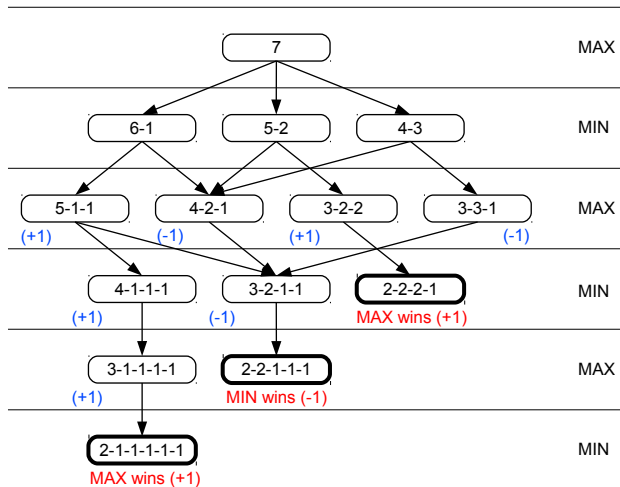 7 MAX
6-1 5-2 4-3 MIN
5-1-1 4-2-1 3-2-2 3-3-1 MAX
(+1) (-1) (+1) (-1)
4-1-1-1 3-2-1-1 2-2-2-1 MIN
(+1) (-1) MAX wins (+1)
3-1-1-1-1 2-2-1-1-1 MAX
(+1) MIN wins (-1)
2-1-1-1-1-1 MIN
MAX wins (+1)